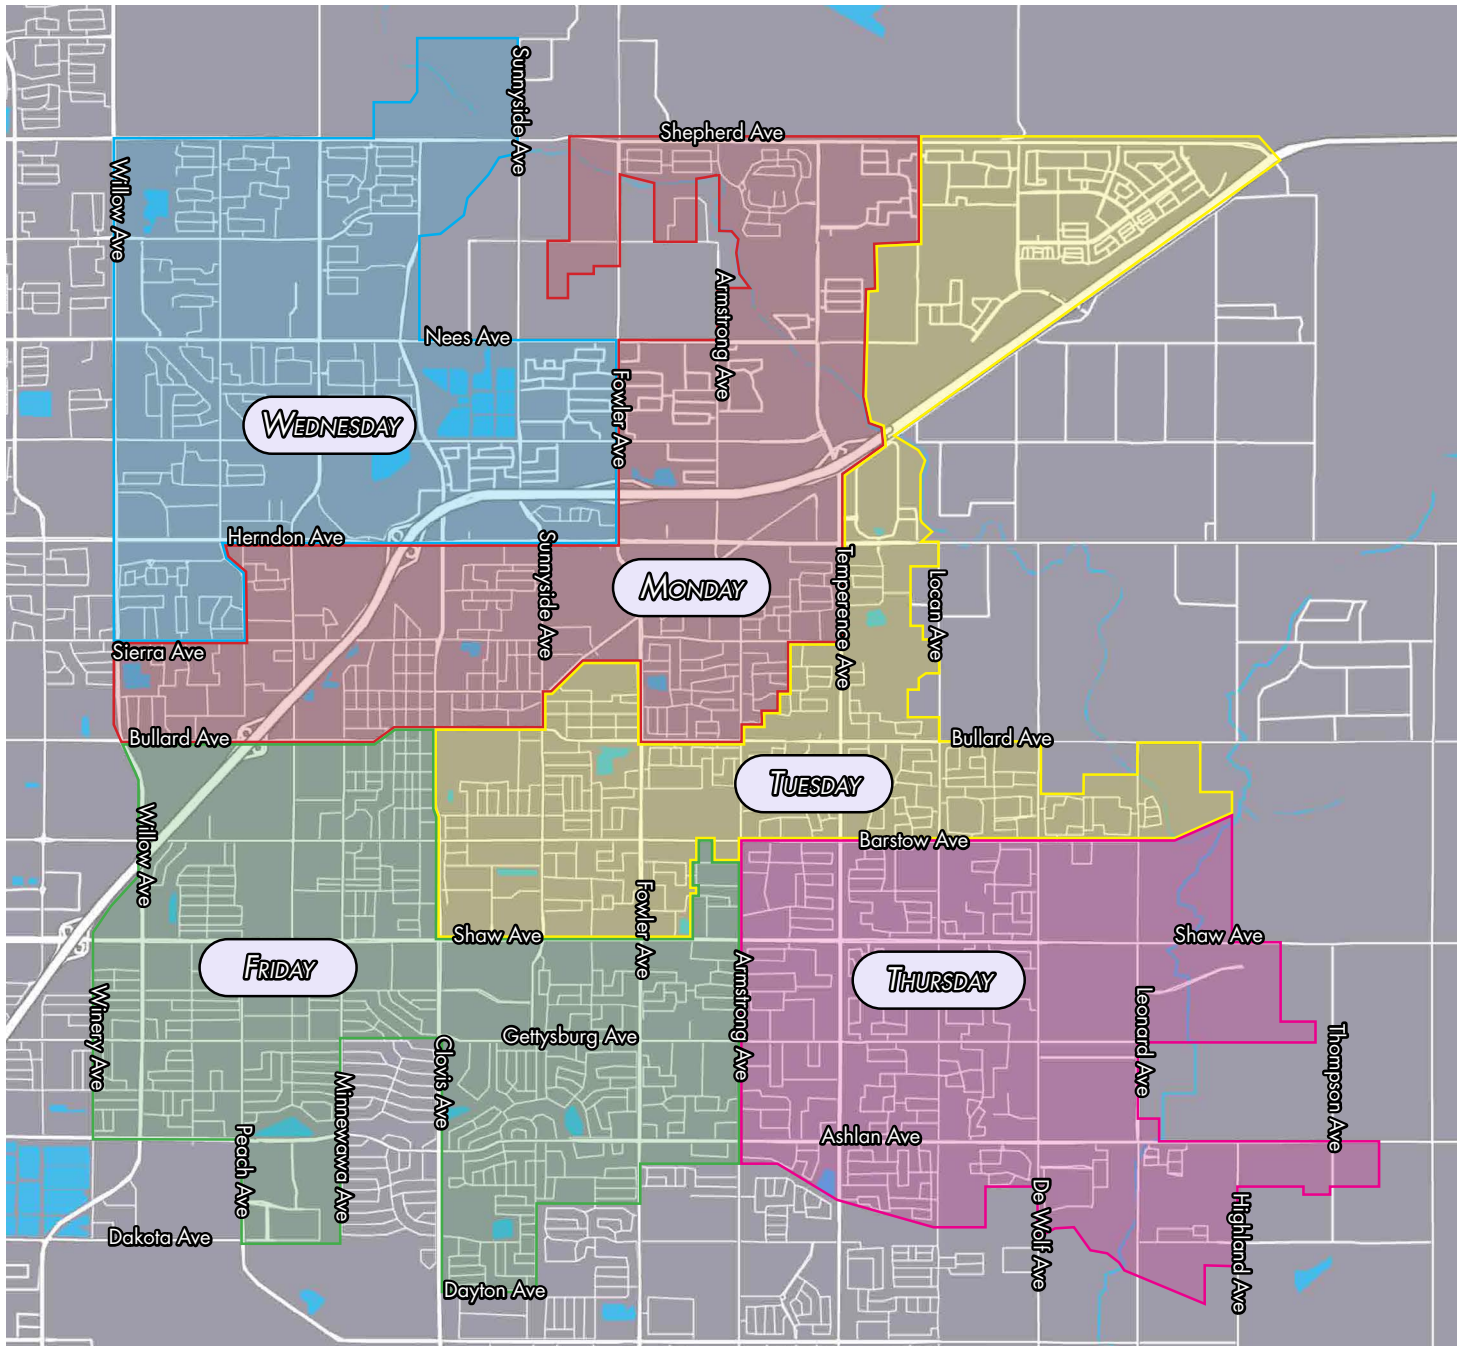 Sunnyside Ave
Shepherd Ave
Willow Ave
Armstrong Ave
Nees Ave
Fowler Ave
WEDNESDAY
Herndon Ave
Sunnyside Ave
MONDAY
Temperence Ave
Locan Ave
Sierra Ave
Bullard Ave
Bullard Ave
TUESDAY
Willow Ave
Barstow Ave
Fowler Ave
Shaw Ave
Shaw Ave
FRIDAY
Armstrong Ave
THURSDAY
Winery Ave
Leonard Ave
Gettysburg Ave
Clovis Ave
Thompson Ave
Minnewawa Ave
Peach Ave
Ashlan Ave
De Wolf Ave
Highland Ave
Dakota Ave
Dayton Ave